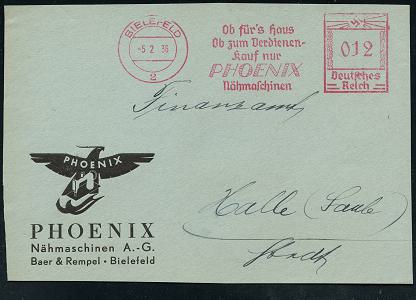 BIELEFELD
-5.2.36
2
Ob für's Haus
Ob zum Verdienen-
Kauf nur
PHOENIX
Nähmaschinen
012
Deutsches
Reich
Finanzamt
PHOENIX
PHOENIX
Nähmaschinen A.-G.
Baer & Rempel · Bielefeld
Halle (Saale)
Stadt